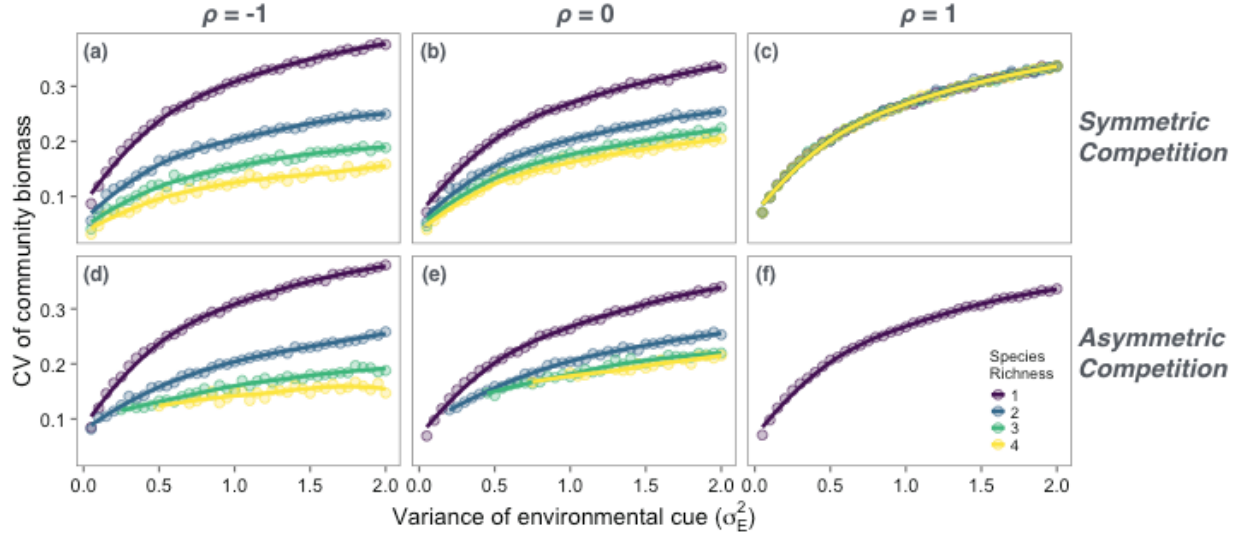 ρ = -1
ρ = 0
ρ = 1
(a)
(b)
(c)
0.3
0.2
0.1
Symmetric
Competition
CV of community biomass
(d)
(e)
(f)
0.3
0.2
0.1
Asymmetric
Competition
Species
Richness
1
2
3
4
0.0 0.5 1.0 1.5 2.0 0.0 0.5 1.0 1.5 2.0 0.0 0.5 1.0 1.5 2.0
Variance of environmental cue (σ²E)